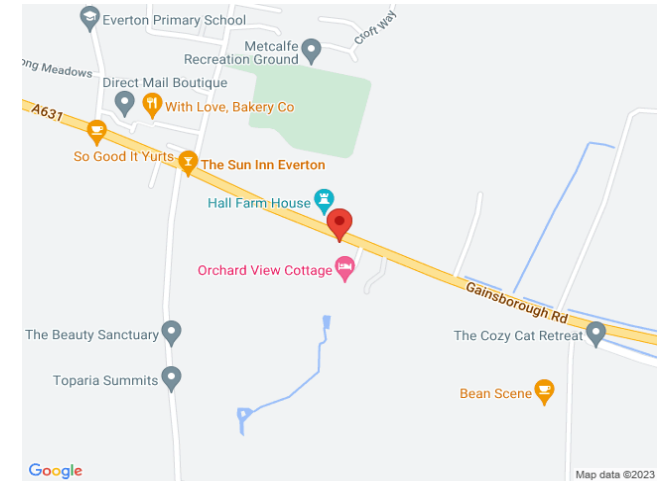 Everton Primary School
Croft Way
Metcalfe
Recreation Ground
ong Meadows
Direct Mail Boutique
With Love, Bakery Co
A631
So Good It Yurts
The Sun Inn Everton
Hall Farm House
Orchard View Cottage
Gainsborough Rd
The Beauty Sanctuary
The Cozy Cat Retreat
Toparia Summits
Bean Scene
Google
Map data ©2023